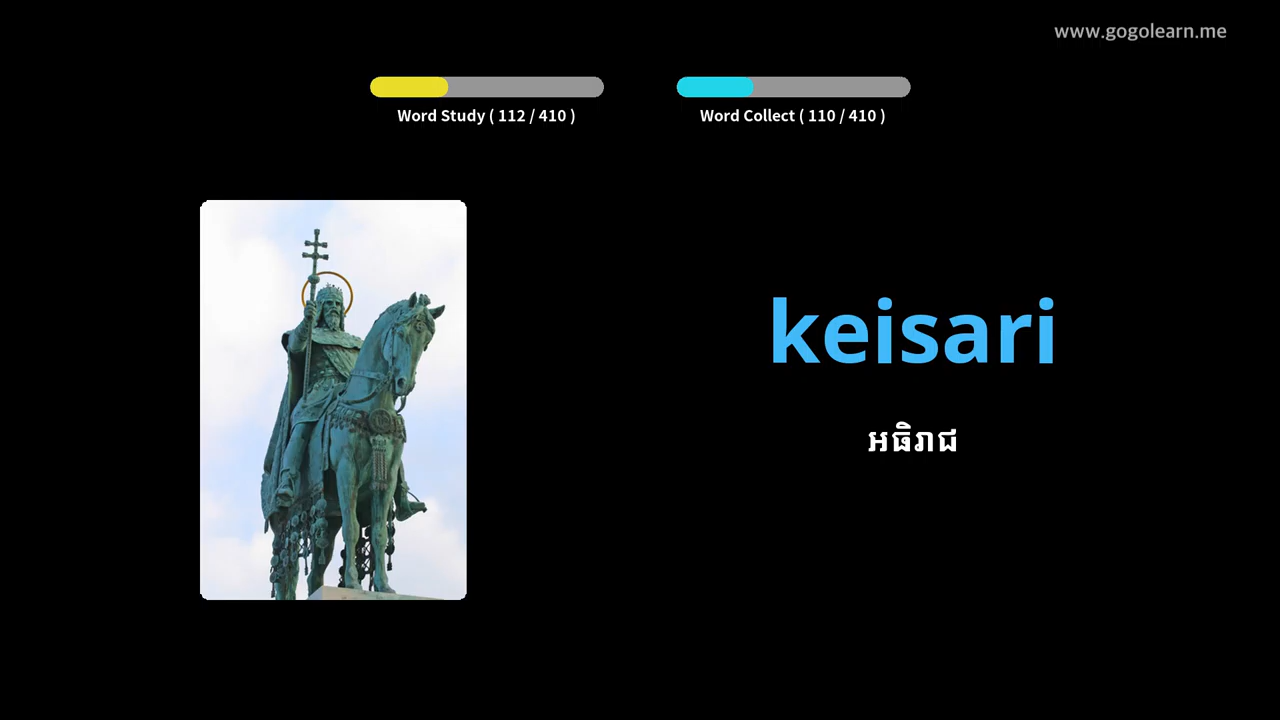 www.gogolearn.me
Word Study ( 112 / 410 )
Word Collect ( 110 / 410 )
keisari
អធិរាជ